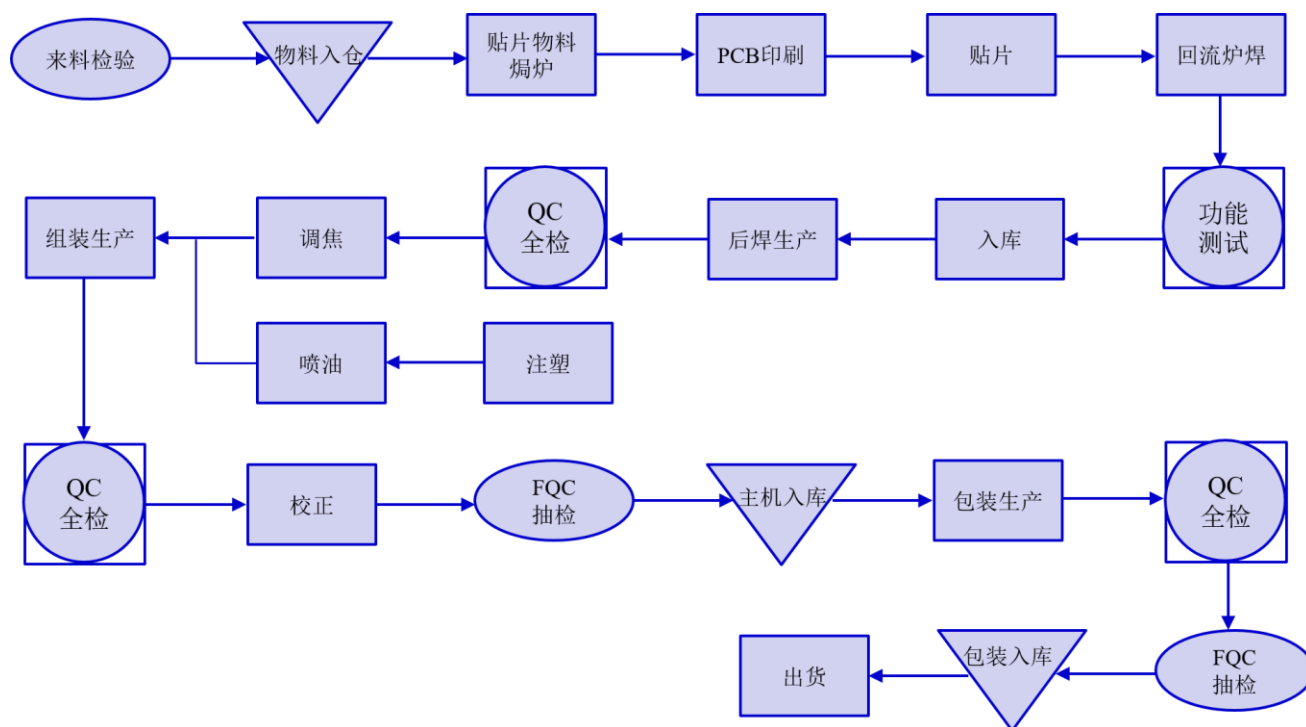 来料检验
物料入仓
贴片物料
焗炉
PCB印刷
贴片
回流炉焊
功能
测试
入库
后焊生产
QC
全检
调焦
组装生产
喷油
注塑
QC
全检
校正
FQC
抽检
主机入库
包装生产
QC
全检
FQC
抽检
包装入库
出货